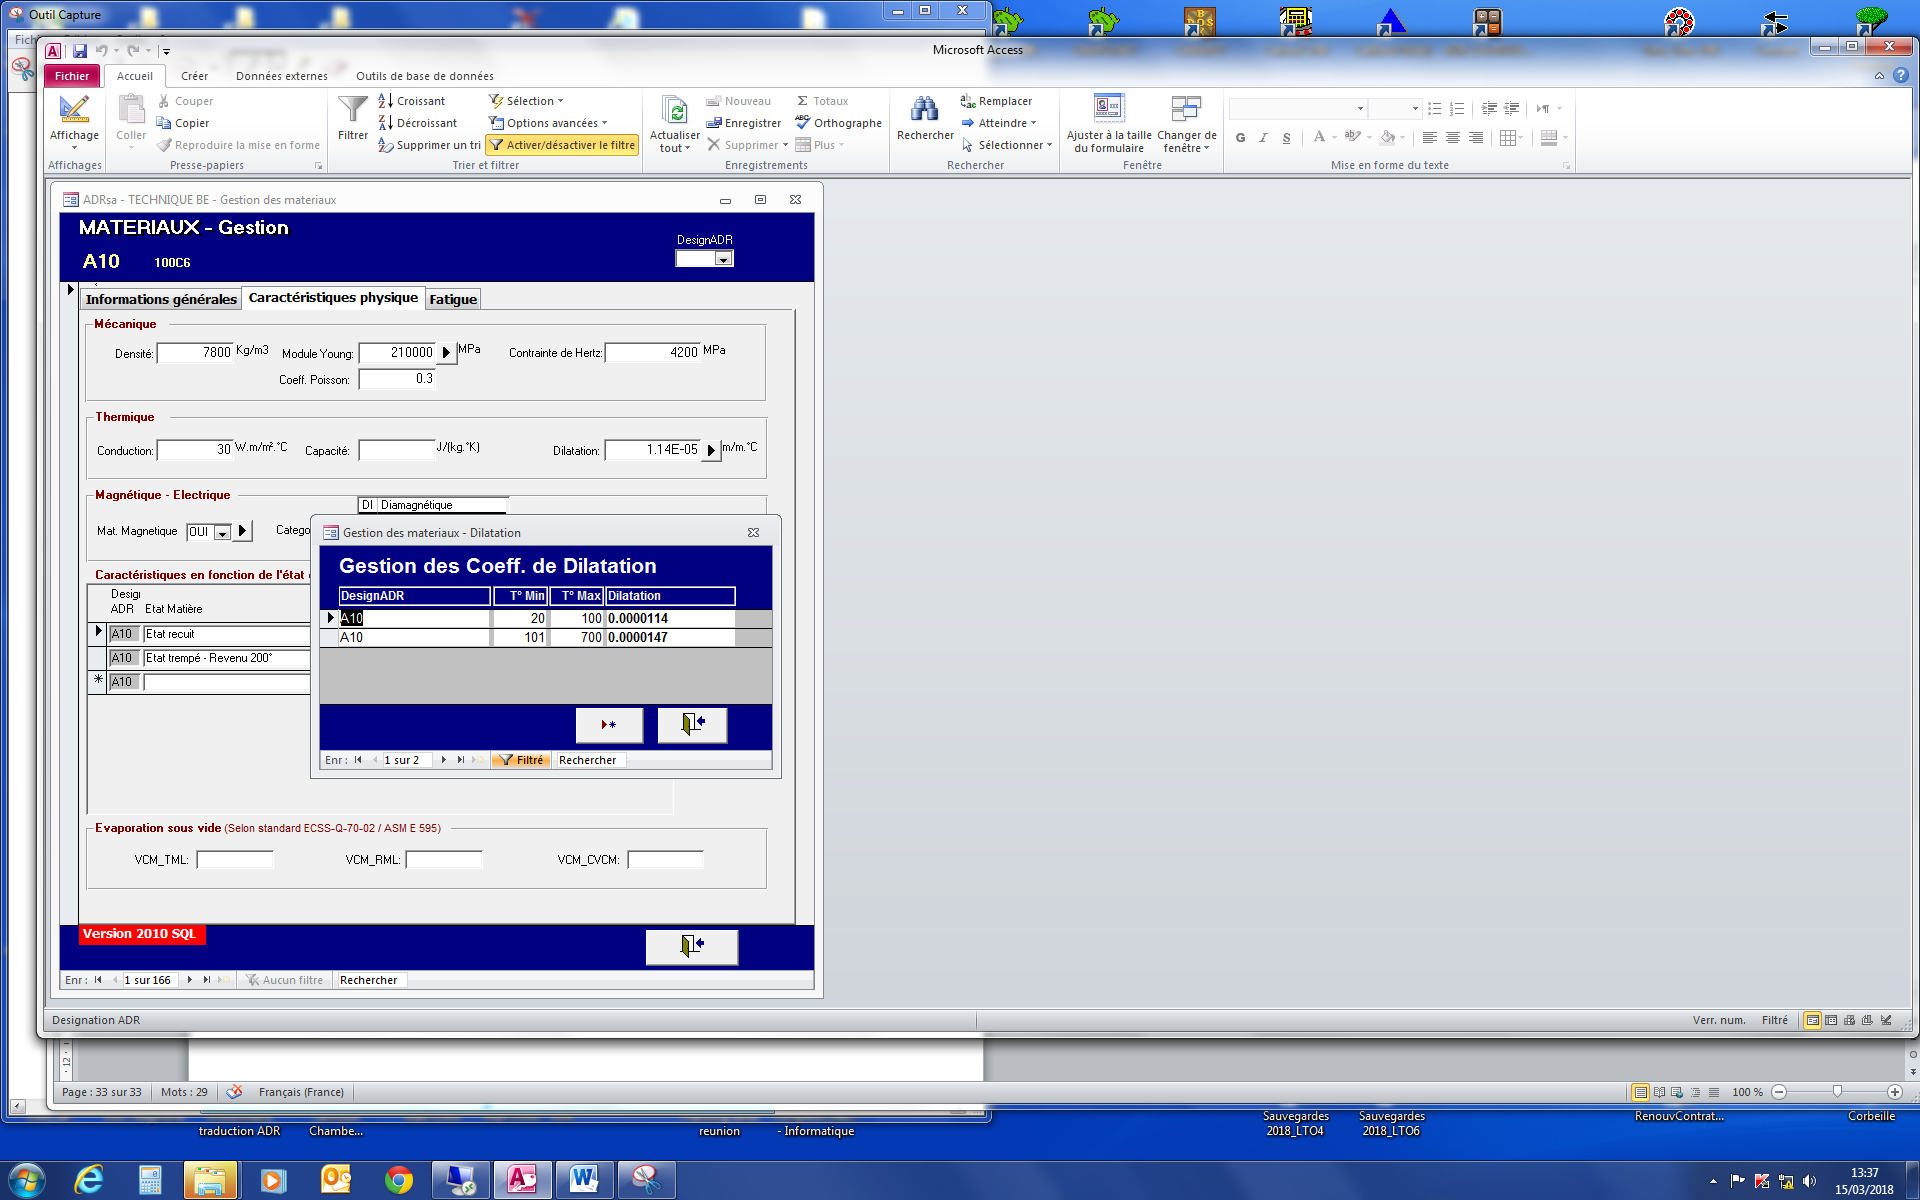 Outil Capture
Fich
Microsoft Access
Fichier
Accueil
Créer
Données externes
Outils de base de données
Affichage
Affichages
Coller
Couper
Copier
Reproduire la mise en forme
Presse-papiers
Filtrer
Croissant
Décroissant
Supprimer un tri
Sélection
Options avancées
Activer/désactiver le filtre
Trier et filtrer
Actualiser tout
Nouveau
Enregistrer
Supprimer
Totaux
Orthographe
Plus
Enregistrements
Rechercher
Remplacer
Atteindre
Sélectionner
Rechercher
Ajuster à la taille du formulaire
Changer de fenêtre
Fenêtre
G I S
Mise en forme du texte
ADRsa - TECHNIQUE BE - Gestion des materiaux
MATERIAUX - Gestion
A10 100C6
DesignADR
Informations générales
Caractéristiques physique
Fatigue
Mécanique
Densité: 7800 Kg/m3
Module Young: 210000 MPa
Contrainte de Hertz: 4200 MPa
Coeff. Poisson: 0.3
Thermique
Conduction: 30 W.m/m².°C
Capacité: J/(kg.°K)
Dilatation: 1.14E-05 m/m.°C
Magnétique - Electrique
DI Diamagnétique
Mat. Magnetique OUI
Catego
Caractéristiques en fonction de l'état
Desig
ADR Etat Matière
A10 Etat recuit
A10 Etat trempé - Revenu 200°
A10
Gestion des materiaux - Dilatation
Gestion des Coeff. de Dilatation
DesignADR T° Min T° Max Dilatation
A10 20 100 0.0000114
A10 101 700 0.0000147
Enr : 1 sur 2 Filtré Rechercher
Evaporation sous vide (Selon standard ECSS-Q-70-02 / ASM E 595)
VCM_TML: VCM_RML: VCM_CVCM:
Version 2010 SQL
Enr : 1 sur 166 Aucun filtre Rechercher
Designation ADR
Verr. num. Filtré
12
Page : 33 sur 33 Mots : 29 Français (France)
100 %
traduction ADR
Chambe...
reunion
- Informatique
Sauvegardes 2018_LTO4
Sauvegardes 2018_LTO6
RenouvContrat...
Corbeille
13:37
15/03/2018